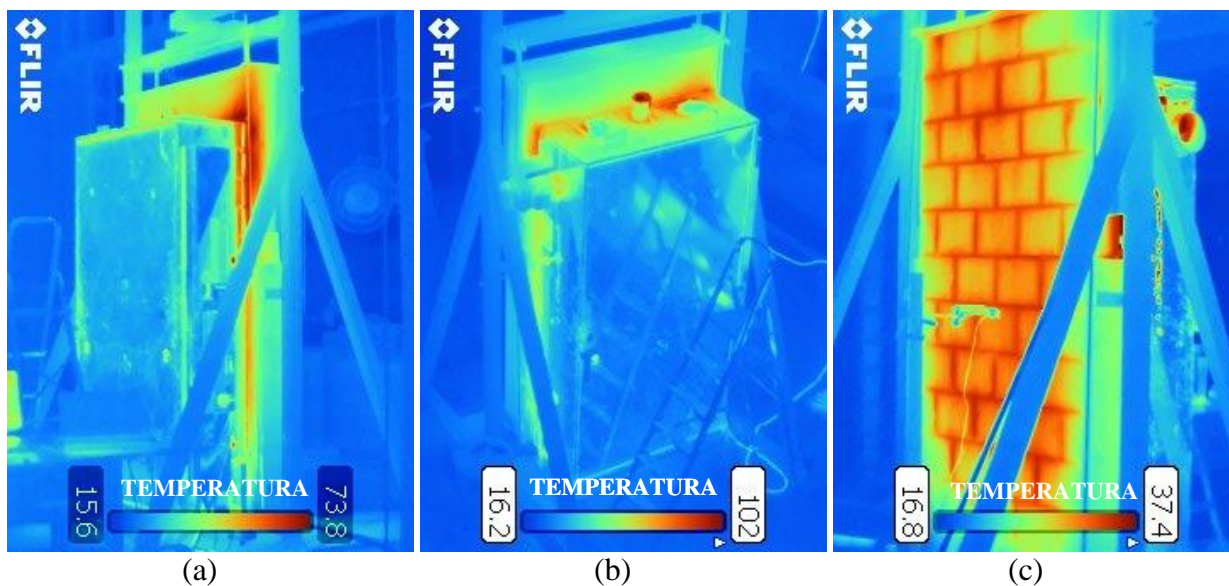 FLIR
TEMPERATURA
15.6
73.8
(a)
FLIR
TEMPERATURA
16.2
102
(b)
FLIR
TEMPERATURA
16.8
37.4
(c)